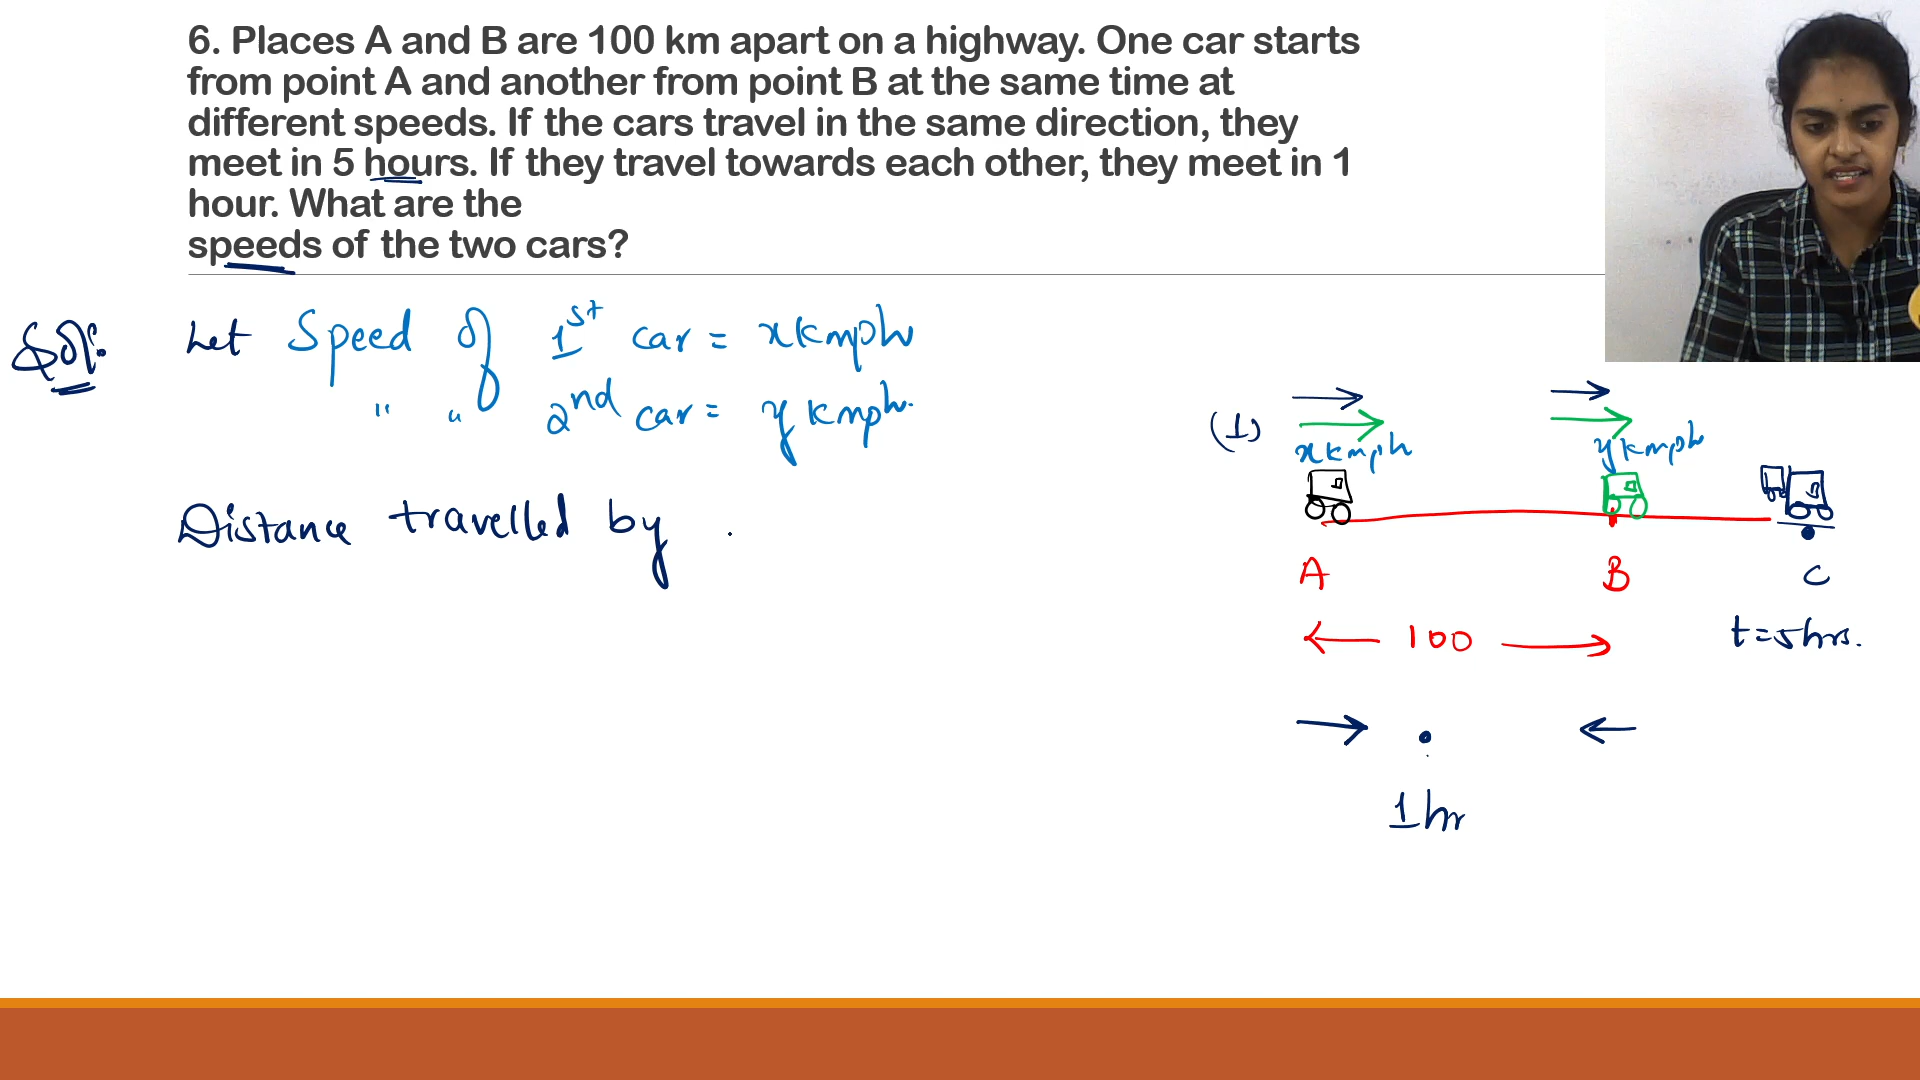 6. Places A and B are 100 km apart on a highway. One car starts
from point A and another from point B at the same time at
different speeds. If the cars travel in the same direction, they
meet in 5 hours. If they travel towards each other, they meet in 1
hour. What are the
speeds of the two cars?
Sol:
Let Speed of 1st car = x kmph
" " 2nd car = y kmph.
Distance travelled by
(1)
x kmph
y kmph
A B C
100
t=5hrs.
1hr